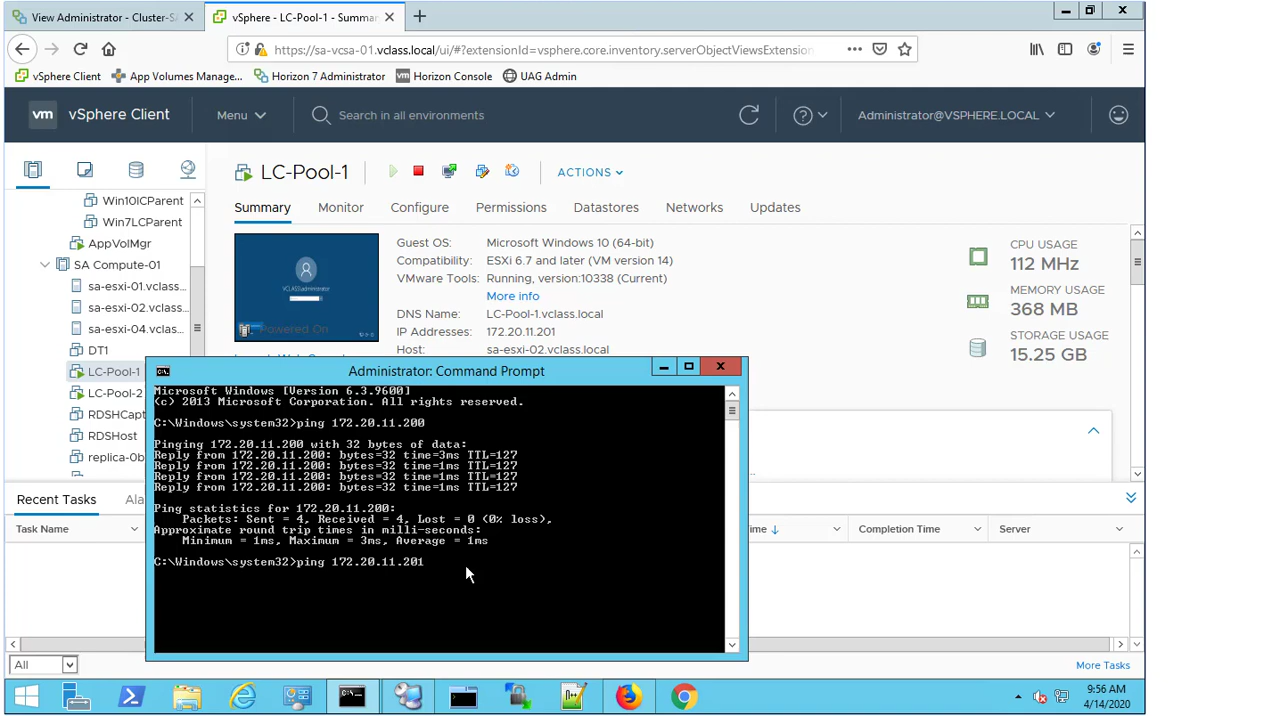 View Administrator - Cluster-SA
vSphere - LC-Pool-1 - Summar
https://sa-vcsa-01.vclass.local/ui/#?extensionId=vsphere.core.inventory.serverObjectViewsExtension
vSphere Client
App Volumes Manage...
Horizon 7 Administrator
vm Horizon Console
UAG Admin
vm vSphere Client
Menu
Search in all environments
Administrator@VSPHERE.LOCAL
LC-Pool-1
ACTIONS
Summary Monitor Configure Permissions Datastores Networks Updates
Win10ICParent
Win7LCParent
AppVolMgr
SA Compute-01
sa-esxi-01.vclass...
sa-esxi-02.vclass...
sa-esxi-04.vclass...
DT1
LC-Pool-1
LC-Pool-2
RDSHCapt
RDSHost
replica-0b
VCLASS\administrator
Powered On
Guest OS: Microsoft Windows 10 (64-bit)
Compatibility: ESXi 6.7 and later (VM version 14)
VMware Tools: Running, version:10338 (Current)
More info
DNS Name: LC-Pool-1.vclass.local
IP Addresses: 172.20.11.201
Host: sa-esxi-02.vclass.local
CPU USAGE
112 MHz
MEMORY USAGE
368 MB
STORAGE USAGE
15.25 GB
Administrator: Command Prompt
Microsoft Windows [Version 6.3.9600]
(c) 2013 Microsoft Corporation. All rights reserved.
C:\Windows\system32>ping 172.20.11.200
Pinging 172.20.11.200 with 32 bytes of data:
Reply from 172.20.11.200: bytes=32 time=3ms TTL=127
Reply from 172.20.11.200: bytes=32 time=1ms TTL=127
Reply from 172.20.11.200: bytes=32 time=1ms TTL=127
Reply from 172.20.11.200: bytes=32 time=1ms TTL=127
Ping statistics for 172.20.11.200:
Packets: Sent = 4, Received = 4, Lost = 0 (0% loss),
Approximate round trip times in milli-seconds:
Minimum = 1ms, Maximum = 3ms, Average = 1ms
C:\Windows\system32>ping 172.20.11.201
Recent Tasks Ala
Task Name
Time
Completion Time
Server
All
More Tasks
9:56 AM
4/14/2020